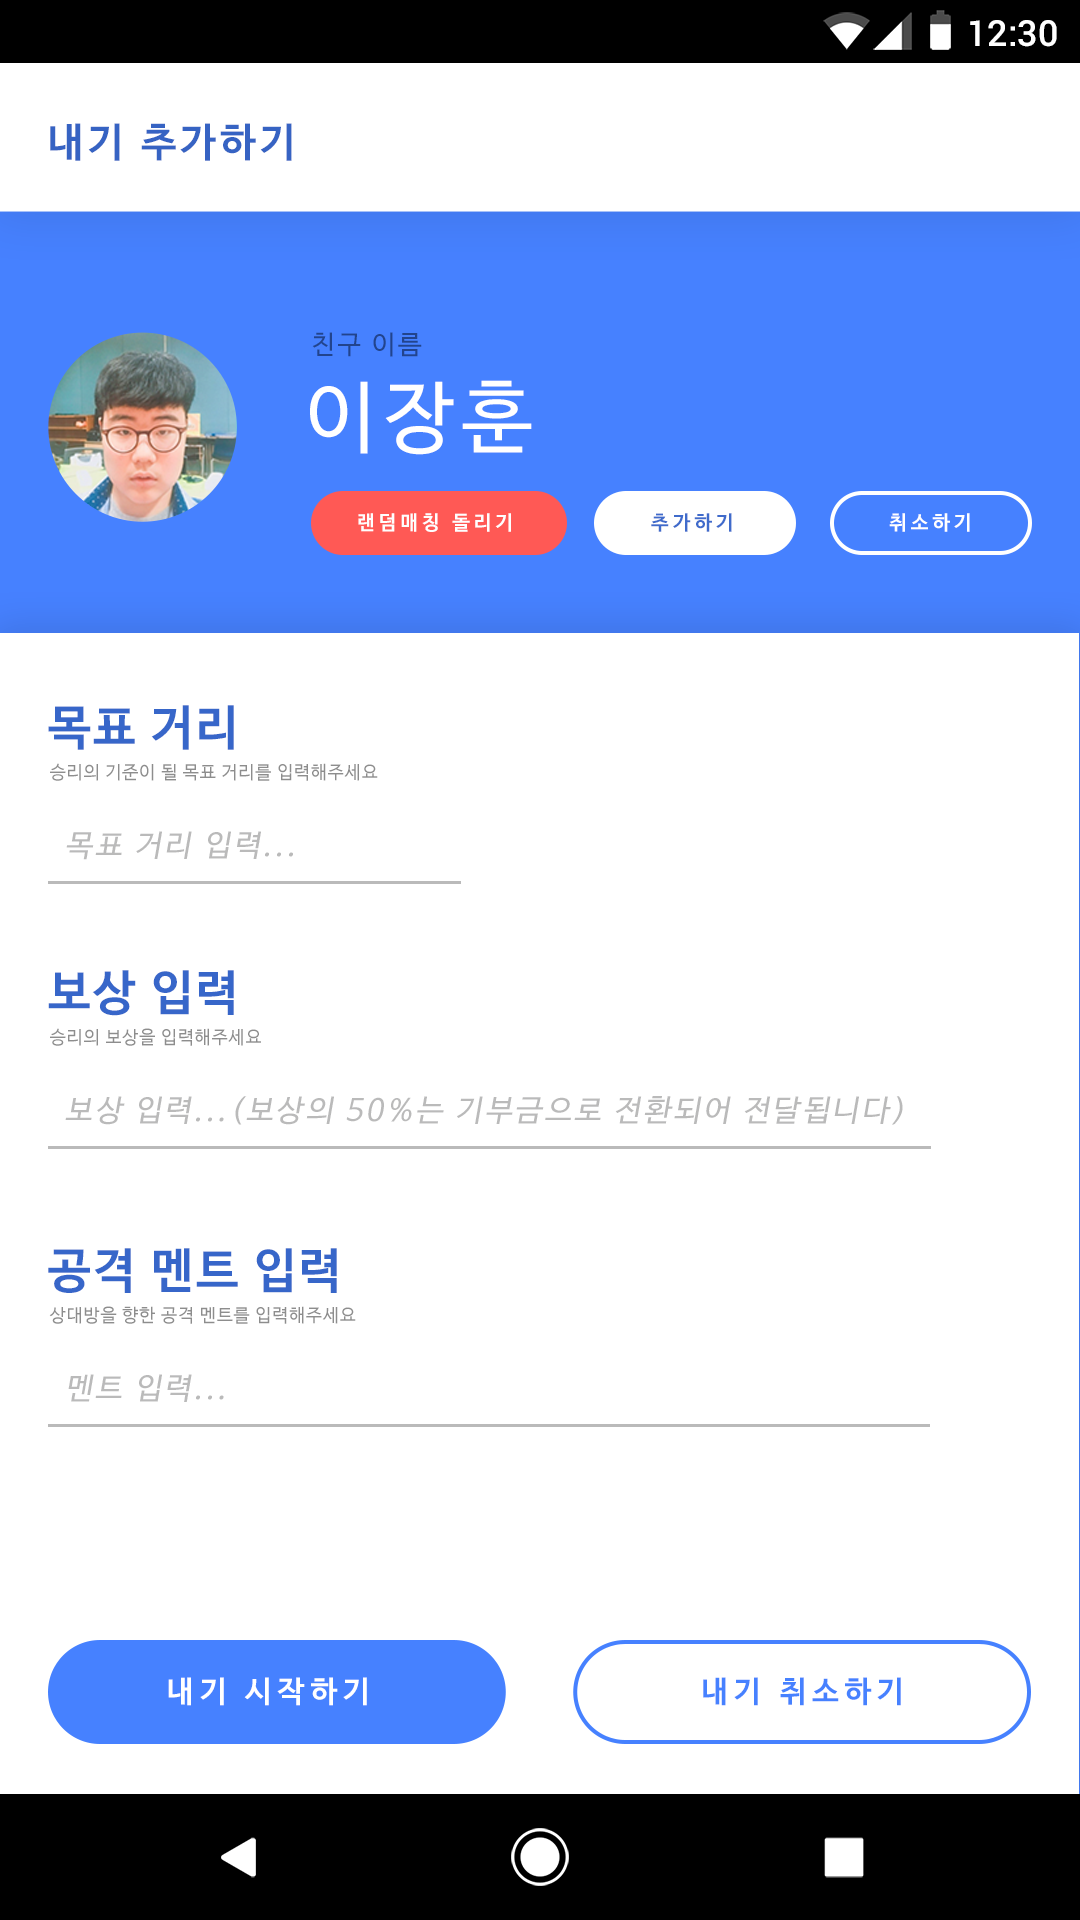 12:30
내기 추가하기
친구 이름
이장훈
랜덤매칭 돌리기 추가하기 취소하기
목표 거리
승리의 기준이 될 목표 거리를 입력해주세요
목표 거리 입력...
보상 입력
승리의 보상을 입력해주세요
보상 입력...(보상의 50%는 기부금으로 전환되어 전달됩니다)
공격 멘트 입력
상대방을 향한 공격 멘트를 입력해주세요
멘트 입력...
내기 시작하기 내기 취소하기